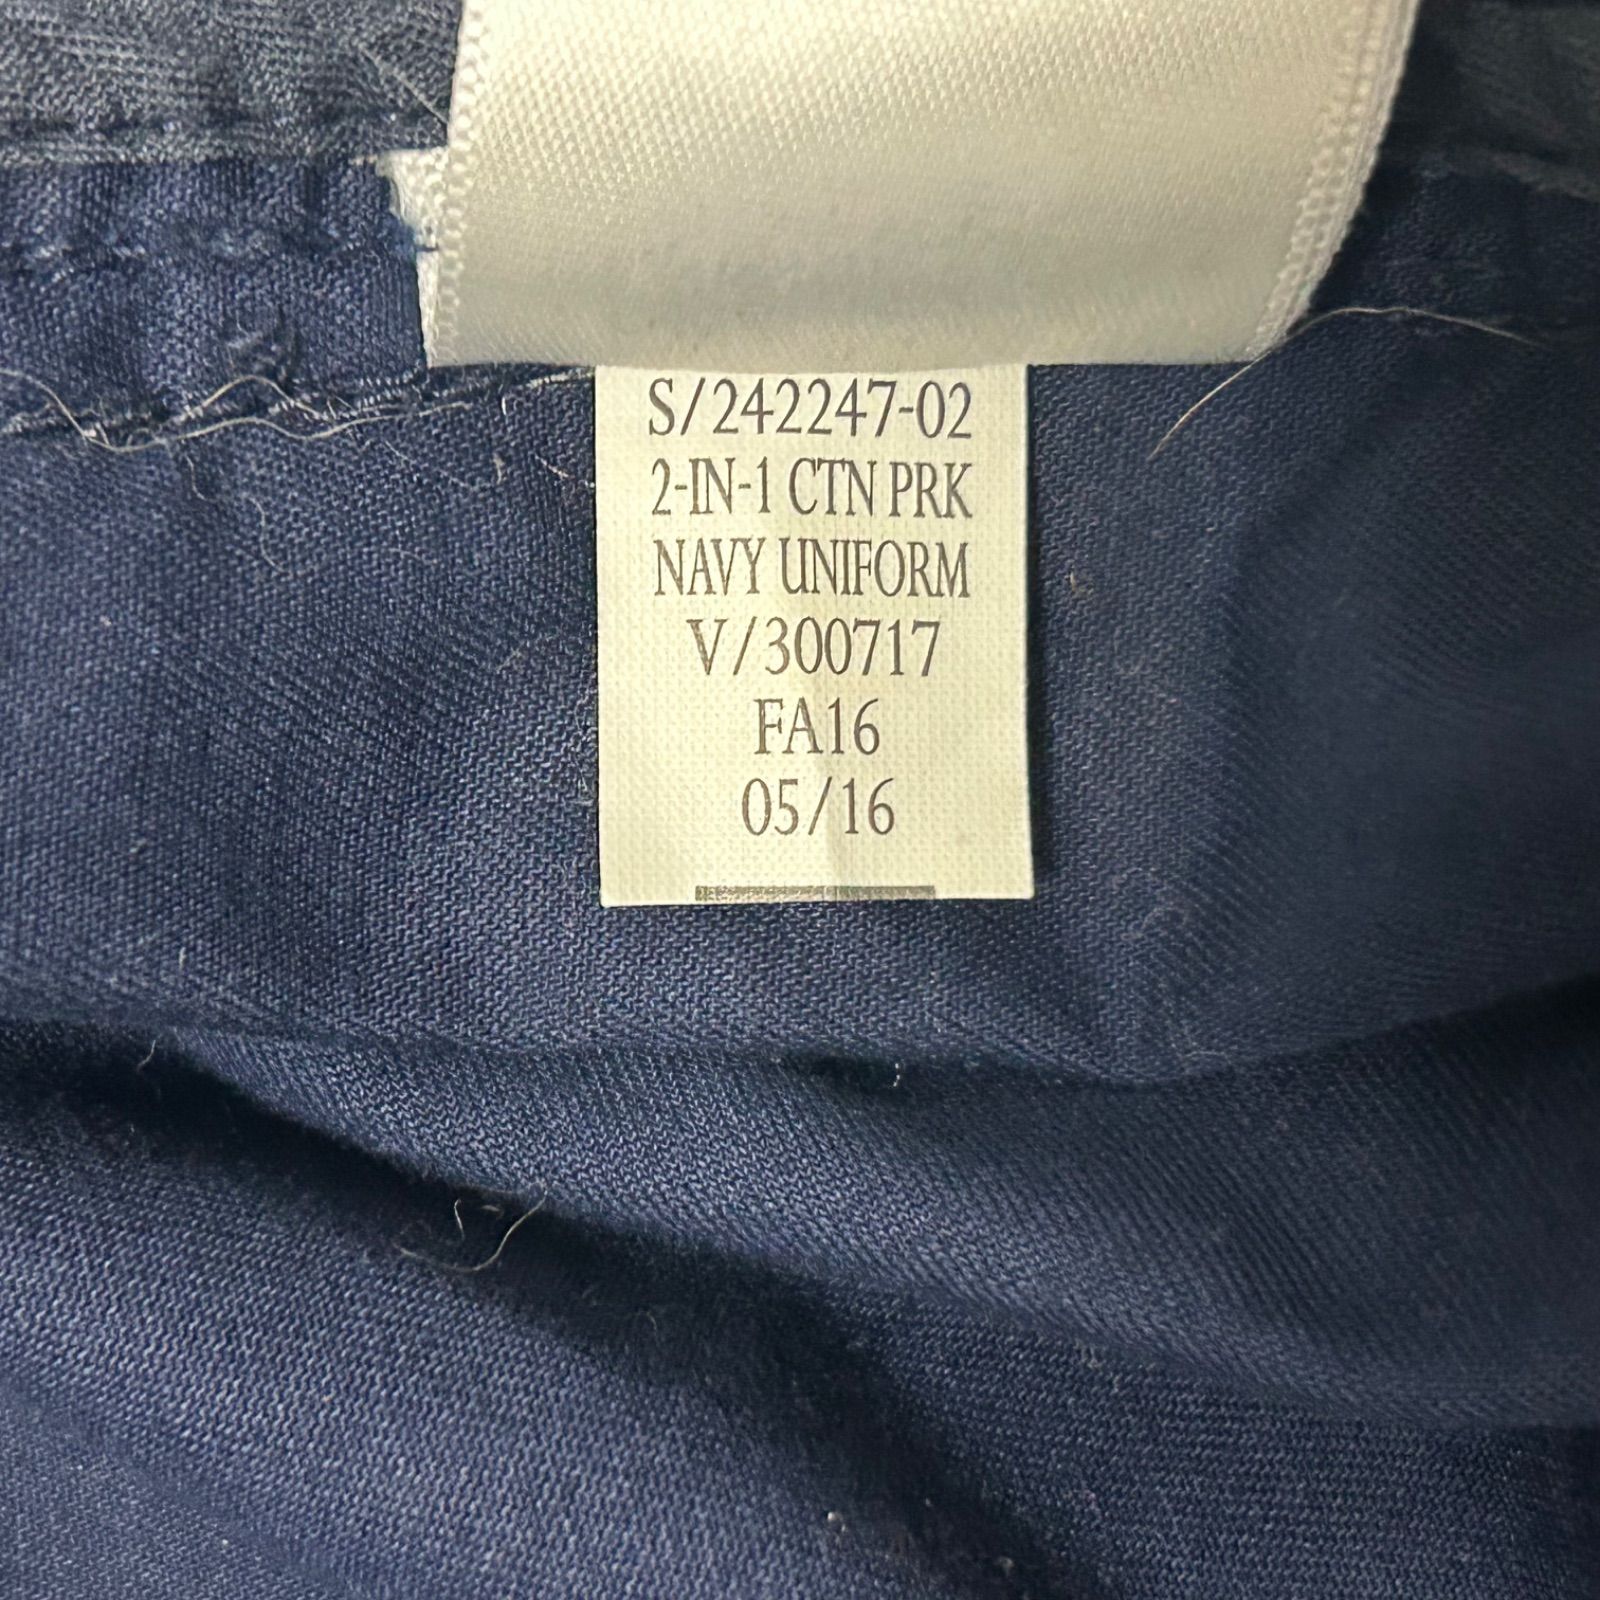 S/242247-02
2-IN-1 CTN PRK
NAVY UNIFORM
V/300717
FA16
05/16